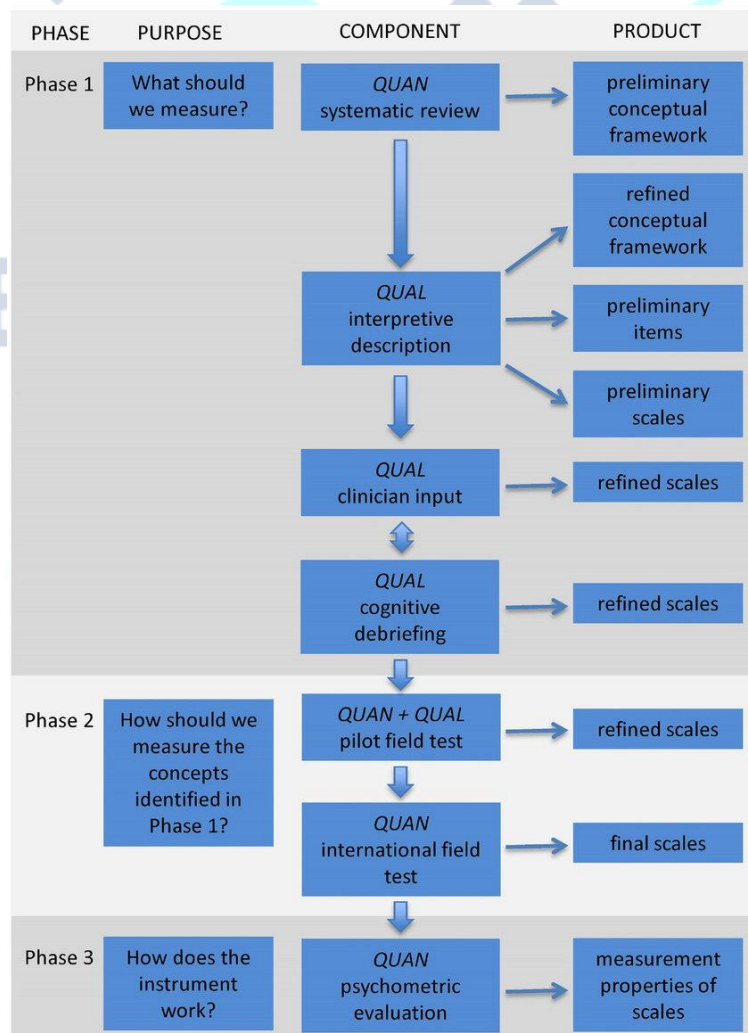 PHASE PURPOSE COMPONENT PRODUCT
Phase 1
What should
we measure?
QUAN
systematic review
preliminary
conceptual
framework
refined
conceptual
framework
QUAL
interpretive
description
preliminary
items
preliminary
scales
QUAL
clinician input
refined scales
QUAL
cognitive
debriefing
refined scales
Phase 2
How should we
measure the
concepts
identified in
Phase 1?
QUAN + QUAL
pilot field test
refined scales
QUAN
international field
test
final scales
Phase 3
How does the
instrument
work?
QUAN
psychometric
evaluation
measurement
properties of
scales